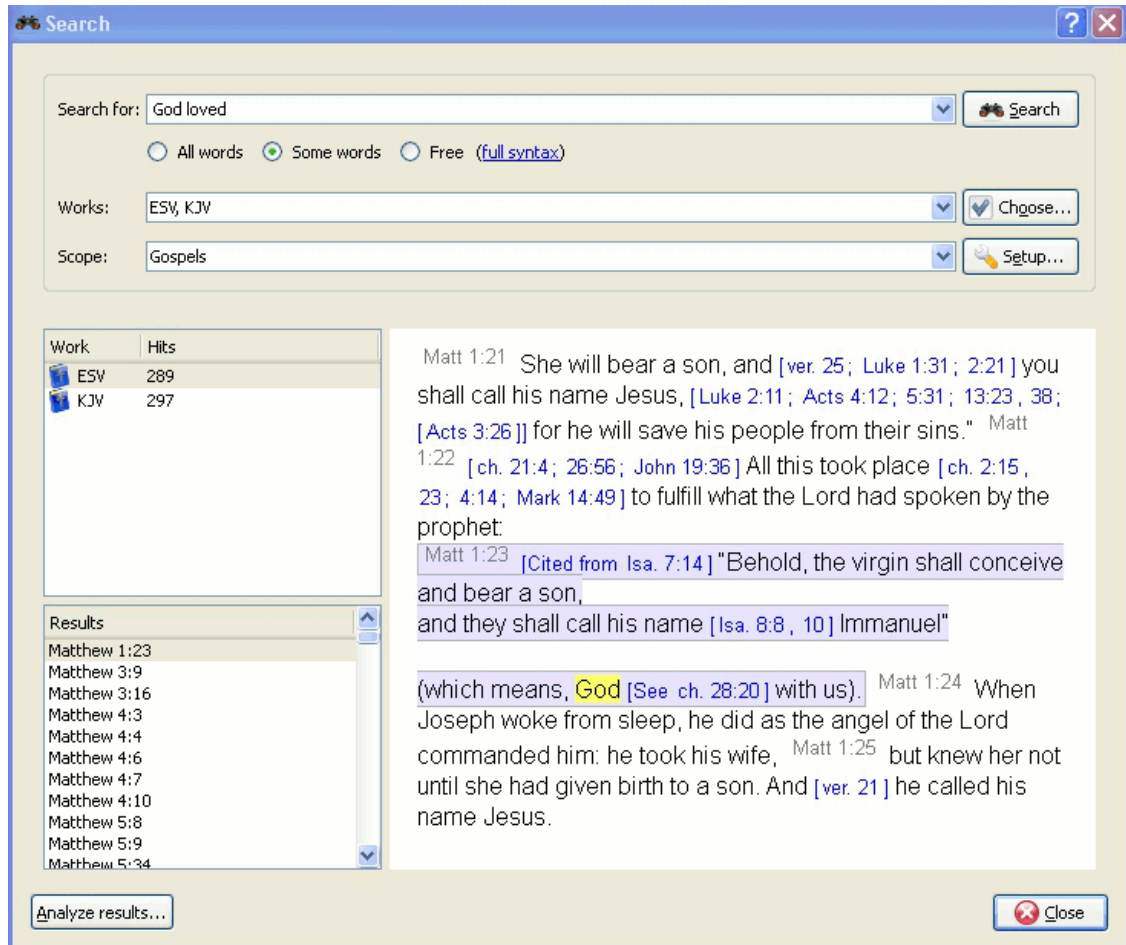 Search
Search for: God loved Search
All words Some words Free (full syntax)
Works: ESV, KJV Choose...
Scope: Gospels Setup...
Work Hits
ESV 289
KJV 297
Results
Matthew 1:23
Matthew 3:9
Matthew 3:16
Matthew 4:3
Matthew 4:4
Matthew 4:6
Matthew 4:7
Matthew 4:10
Matthew 5:8
Matthew 5:9
Matthew 5:34
Matt 1:21 She will bear a son, and [ver. 25; Luke 1:31; 2:21] you
shall call his name Jesus, [Luke 2:11; Acts 4:12; 5:31; 13:23, 38;
[Acts 3:26]] for he will save his people from their sins." Matt
1:22 [ch. 21:4; 26:56; John 19:36] All this took place [ch. 2:15,
23; 4:14; Mark 14:49] to fulfill what the Lord had spoken by the
prophet:
Matt 1:23 [Cited from Isa. 7:14] "Behold, the virgin shall conceive
and bear a son,
and they shall call his name [Isa. 8:8, 10] Immanuel"
(which means, God [See ch. 28:20] with us). Matt 1:24 When
Joseph woke from sleep, he did as the angel of the Lord
commanded him: he took his wife, Matt 1:25 but knew her not
until she had given birth to a son. And [ver. 21] he called his
name Jesus.
Analyze results... Close